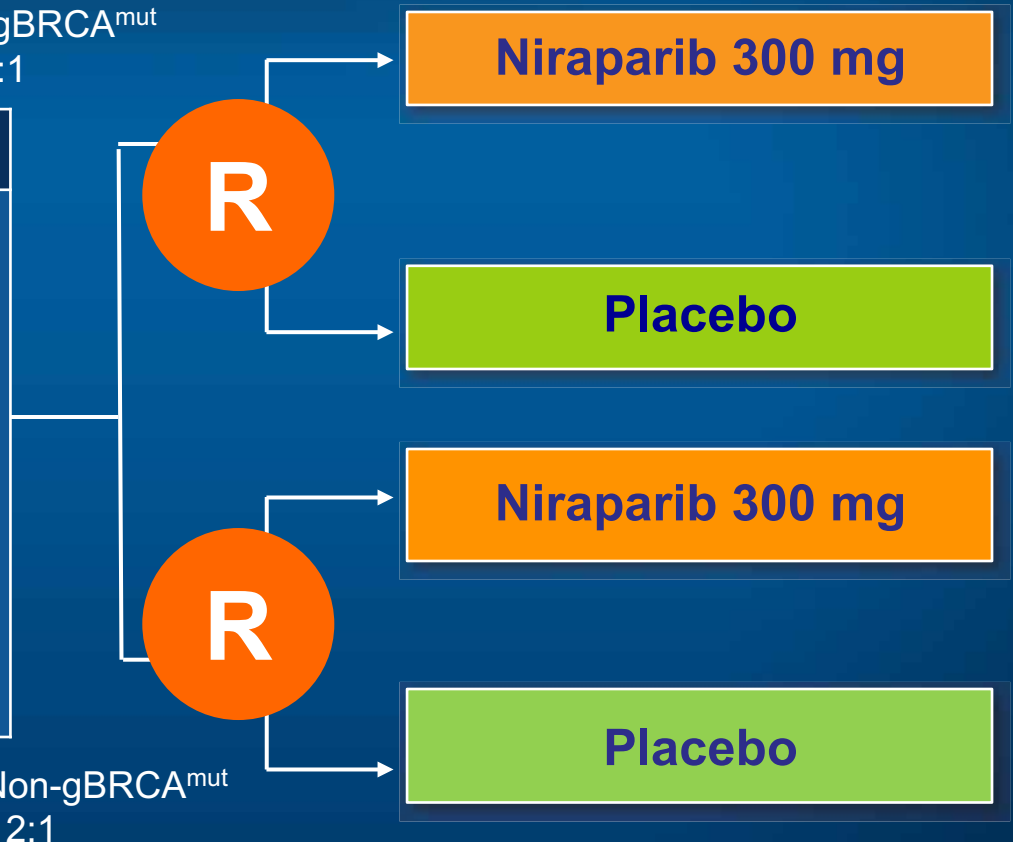 gBRCAmut
:1
Niraparib 300 mg
R
Placebo
Niraparib 300 mg
R
Placebo
Non-gBRCAmut
2:1